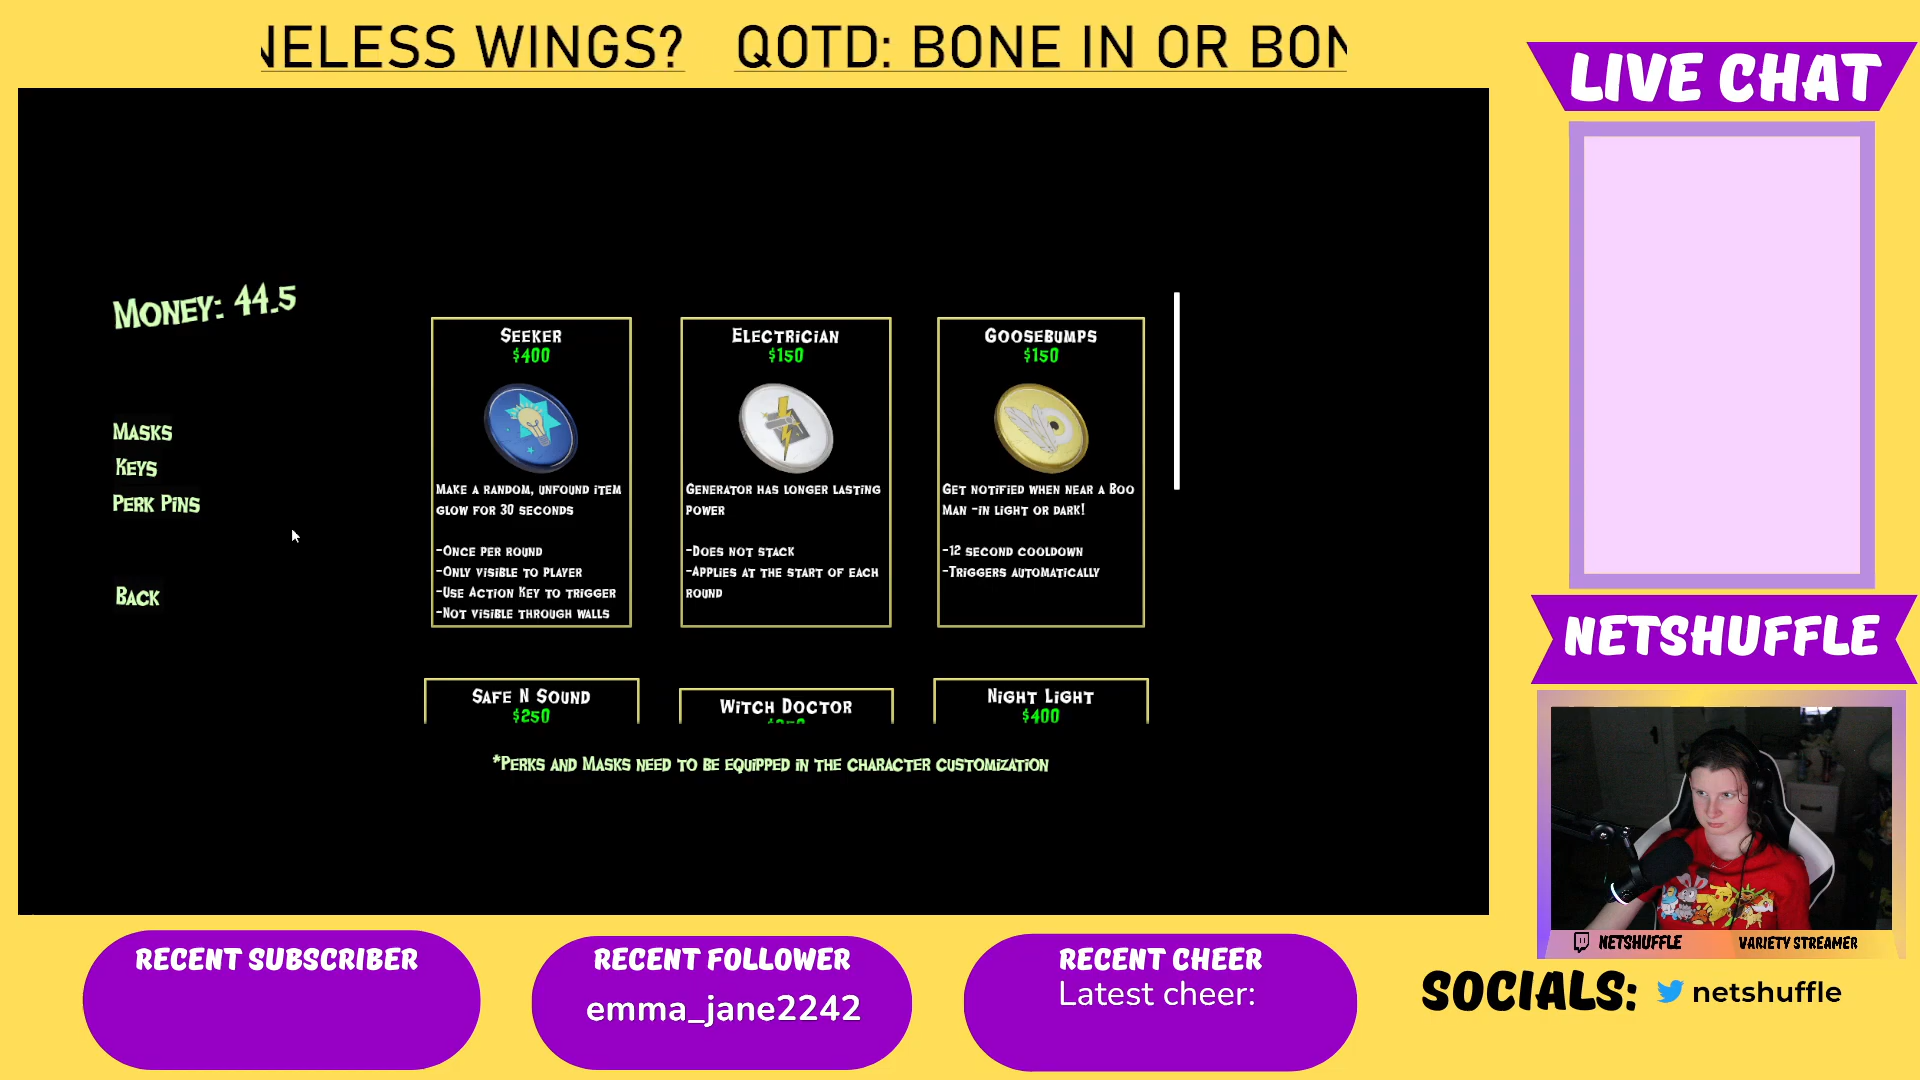 NELESS WINGS? QOTD: BONE IN OR BON
LIVE CHAT
MONEY: 44.5
MASKS
KEYS
PERK PINS
BACK
SEEKER
$400
MAKE A RANDOM, UNFOUND ITEM
GLOW FOR 30 SECONDS
-ONCE PER ROUND
-ONLY VISIBLE TO PLAYER
-USE ACTION KEY TO TRIGGER
-NOT VISIBLE THROUGH WALLS
ELECTRICIAN
$150
GENERATOR HAS LONGER LASTING
POWER
-DOES NOT STACK
-APPLIES AT THE START OF EACH
ROUND
GOOSEBUMPS
$150
GET NOTIFIED WHEN NEAR A BOO
MAN -IN LIGHT OR DARK!
-12 SECOND COOLDOWN
-TRIGGERS AUTOMATICALLY
SAFE N SOUND
$250
WITCH DOCTOR
NIGHT LIGHT
$400
*PERKS AND MASKS NEED TO BE EQUIPPED IN THE CHARACTER CUSTOMIZATION
NETSHUFFLE
NETSHUFFLE VARIETY STREAMER
RECENT SUBSCRIBER
RECENT FOLLOWER
emma_jane2242
RECENT CHEER
Latest cheer:
SOCIALS: netshuffle